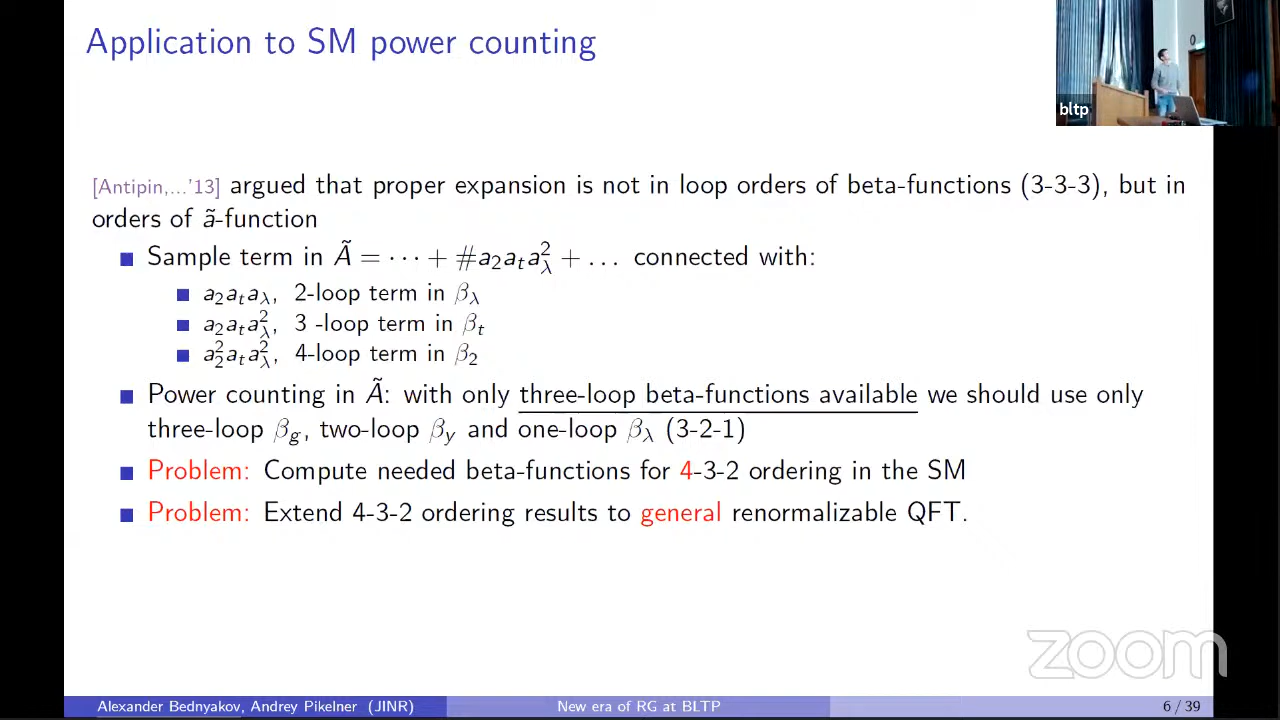 Application to SM power counting
bltp
[Antipin,...'13] argued that proper expansion is not in loop orders of beta-functions (3-3-3), but in
orders of ã-function
Sample term in Ã = ··· + #a₂aₜa²_λ + ... connected with:
a₂aₜa_λ, 2-loop term in β_λ
a₂aₜa²_λ, 3 -loop term in βₜ
a²₂aₜa²_λ, 4-loop term in β₂
Power counting in Ã: with only three-loop beta-functions available we should use only
three-loop β_g, two-loop β_y and one-loop β_λ (3-2-1)
Problem: Compute needed beta-functions for 4-3-2 ordering in the SM
Problem: Extend 4-3-2 ordering results to general renormalizable QFT.
zoom
Alexander Bednyakov, Andrey Pikelner (JINR) New era of RG at BLTP 6 / 39